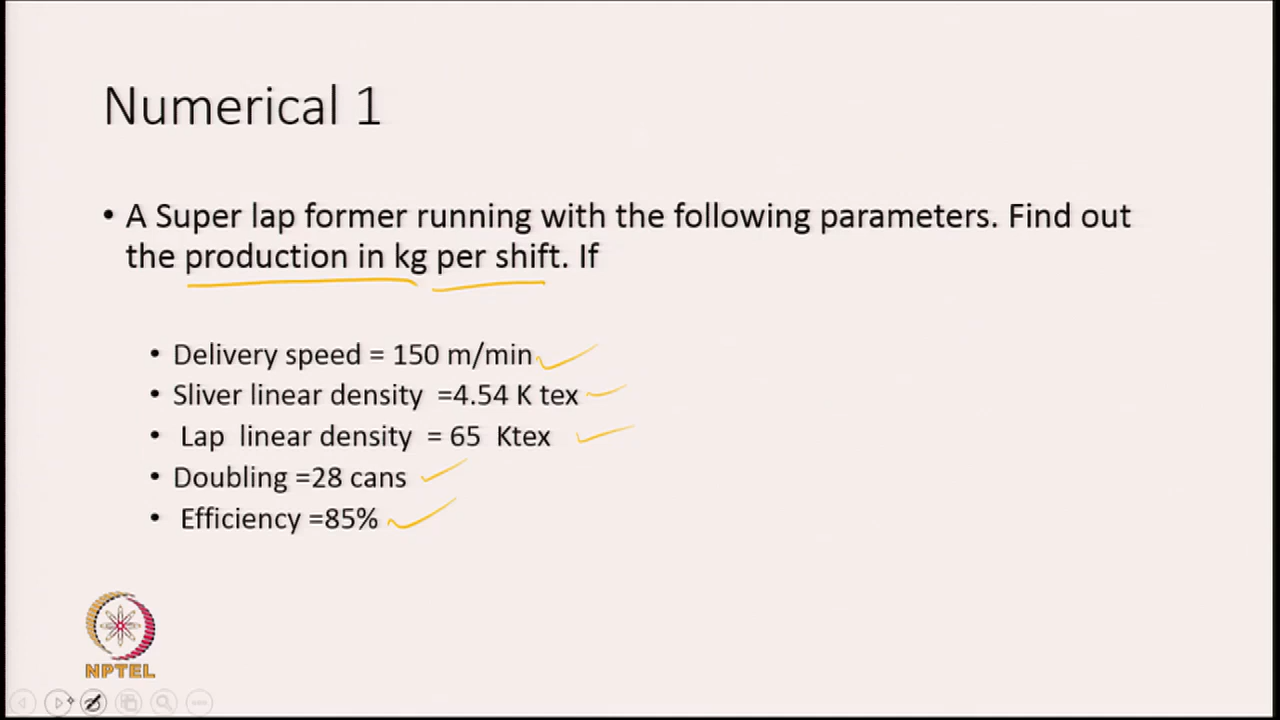 Numerical 1
• A Super lap former running with the following parameters. Find out
the production in kg per shift. If
• Delivery speed = 150 m/min
• Sliver linear density =4.54 K tex
• Lap linear density = 65 Ktex
• Doubling =28 cans
• Efficiency =85%
NPTEL